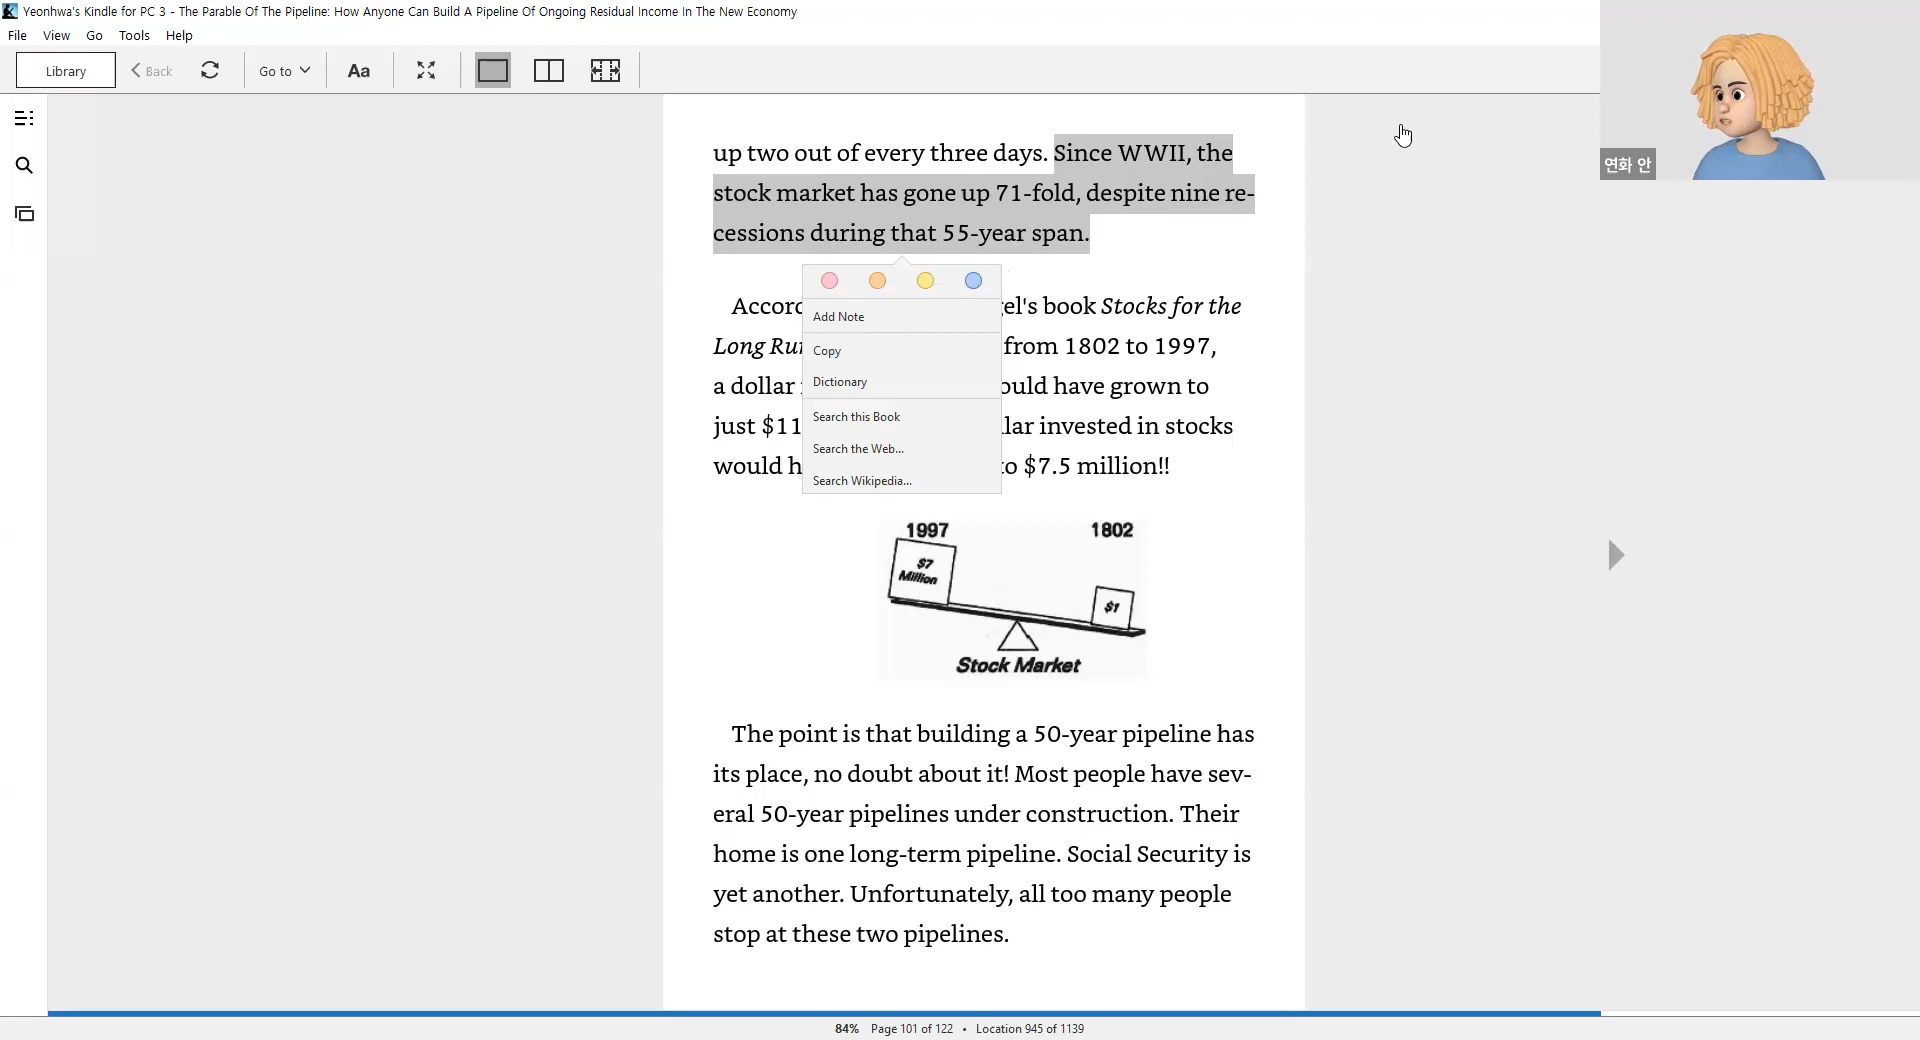 Yeonhwa's Kindle for PC 3 - The Parable Of The Pipeline: How Anyone Can Build A Pipeline Of Ongoing Residual Income In The New Economy
File View Go Tools Help
Library Back Go to Aa
연화 안
up two out of every three days. Since WWII, the
stock market has gone up 71-fold, despite nine re-
cessions during that 55-year span.
Add Note
Copy
Dictionary
Search this Book
Search the Web...
Search Wikipedia...
book Stocks for the
Long from 1802 to 1997,
a dollar have grown to
just invested in stocks
would $7.5 million!!
1997 1802
$7
Million
$1
Stock Market
The point is that building a 50-year pipeline has
its place, no doubt about it! Most people have sev-
eral 50-year pipelines under construction. Their
home is one long-term pipeline. Social Security is
yet another. Unfortunately, all too many people
stop at these two pipelines.
84% Page 101 of 122 • Location 945 of 1139